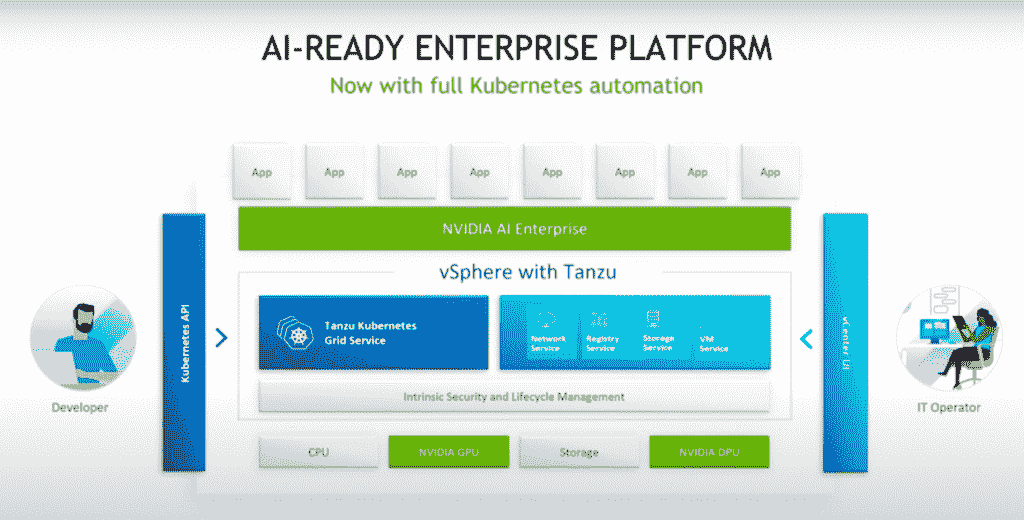 AI-READY ENTERPRISE PLATFORM
Now with full Kubernetes automation
App App App App App App App App
NVIDIA AI Enterprise
vSphere with Tanzu
Tanzu Kubernetes
Grid Service
Network
Service
Registry
Service
Storage
Service
VM
Service
Intrinsic Security and Lifecycle Management
CPU
NVIDIA GPU
Storage
NVIDIA DPU
Kubernetes API
Developer
vCenter UI
IT Operator